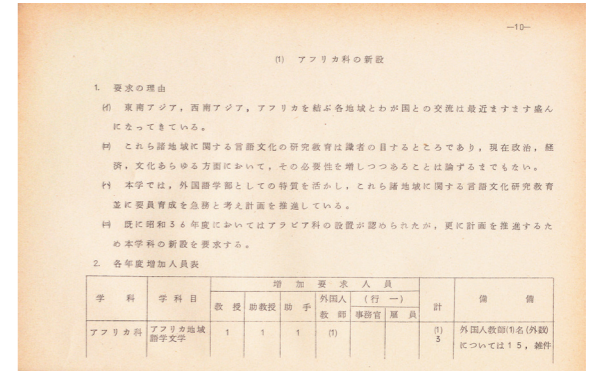 —10—
(1) アフリカ科の新設
1. 要求の理由
(イ) 東南アジア，西南アジア，アフリカを結ぶ各地域とわが国との交流は最近ますます盛ん
になってきている。
(ロ) これら諸地域に関する言語文化の研究教育は識者の目するところであり，現在政治，経
済，文化あらゆる方面において，その必要性を増しつつあることは論ずるまでもない。
(ハ) 本学では，外国語学部としての特質を活かし，これら諸地域に関する言語文化研究教育
並に要員育成を急務と考え計画を推進している。
(ニ) 既に昭和36年度においてはアラビア科の設置が認められたが，更に計画を推進するた
め本学科の新設を要求する。
2. 各年度増加人員表
学 科 学 科 目 増 加 要 求 人 員 計 備
教 授 助教授 助 手 外国人教 師 (行 一) 事務官 雇 員
アフリカ科 アフリカ地域語学文学 1 1 1 (1) (1) 3 外国人教師(1)名(外数)
については15，雑件